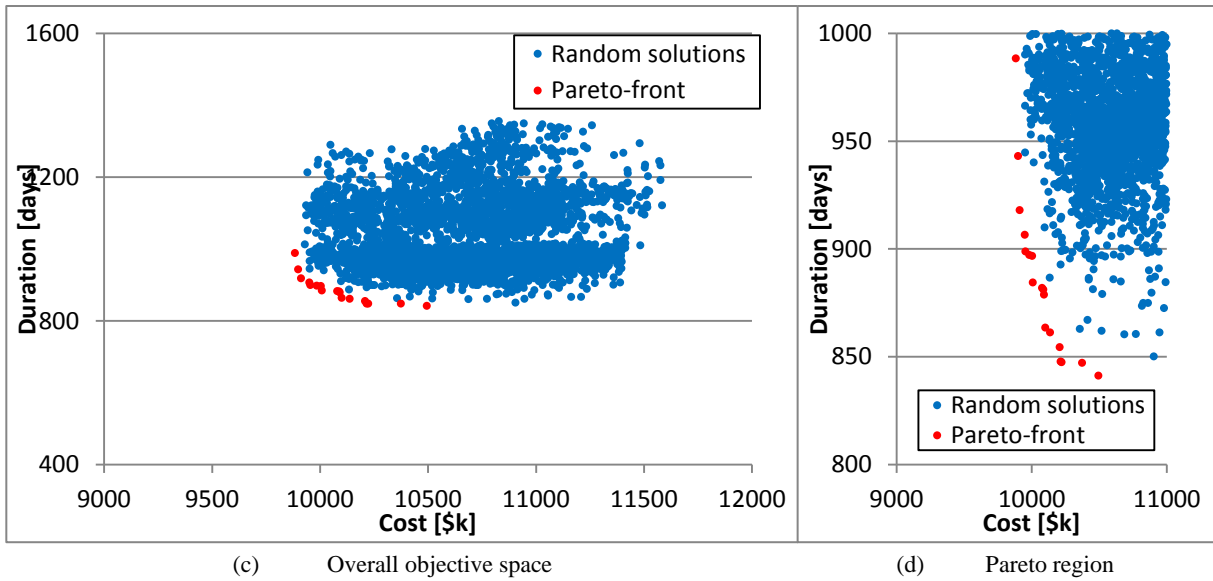 1600
1200
800
400
Duration [days]
Random solutions
Pareto-front
9000 9500 10000 10500 11000 11500 12000
Cost [$k]
1000
950
900
850
800
Duration [days]
Random solutions
Pareto-front
9000 10000 11000
Cost [$k]
(c) Overall objective space (d) Pareto region